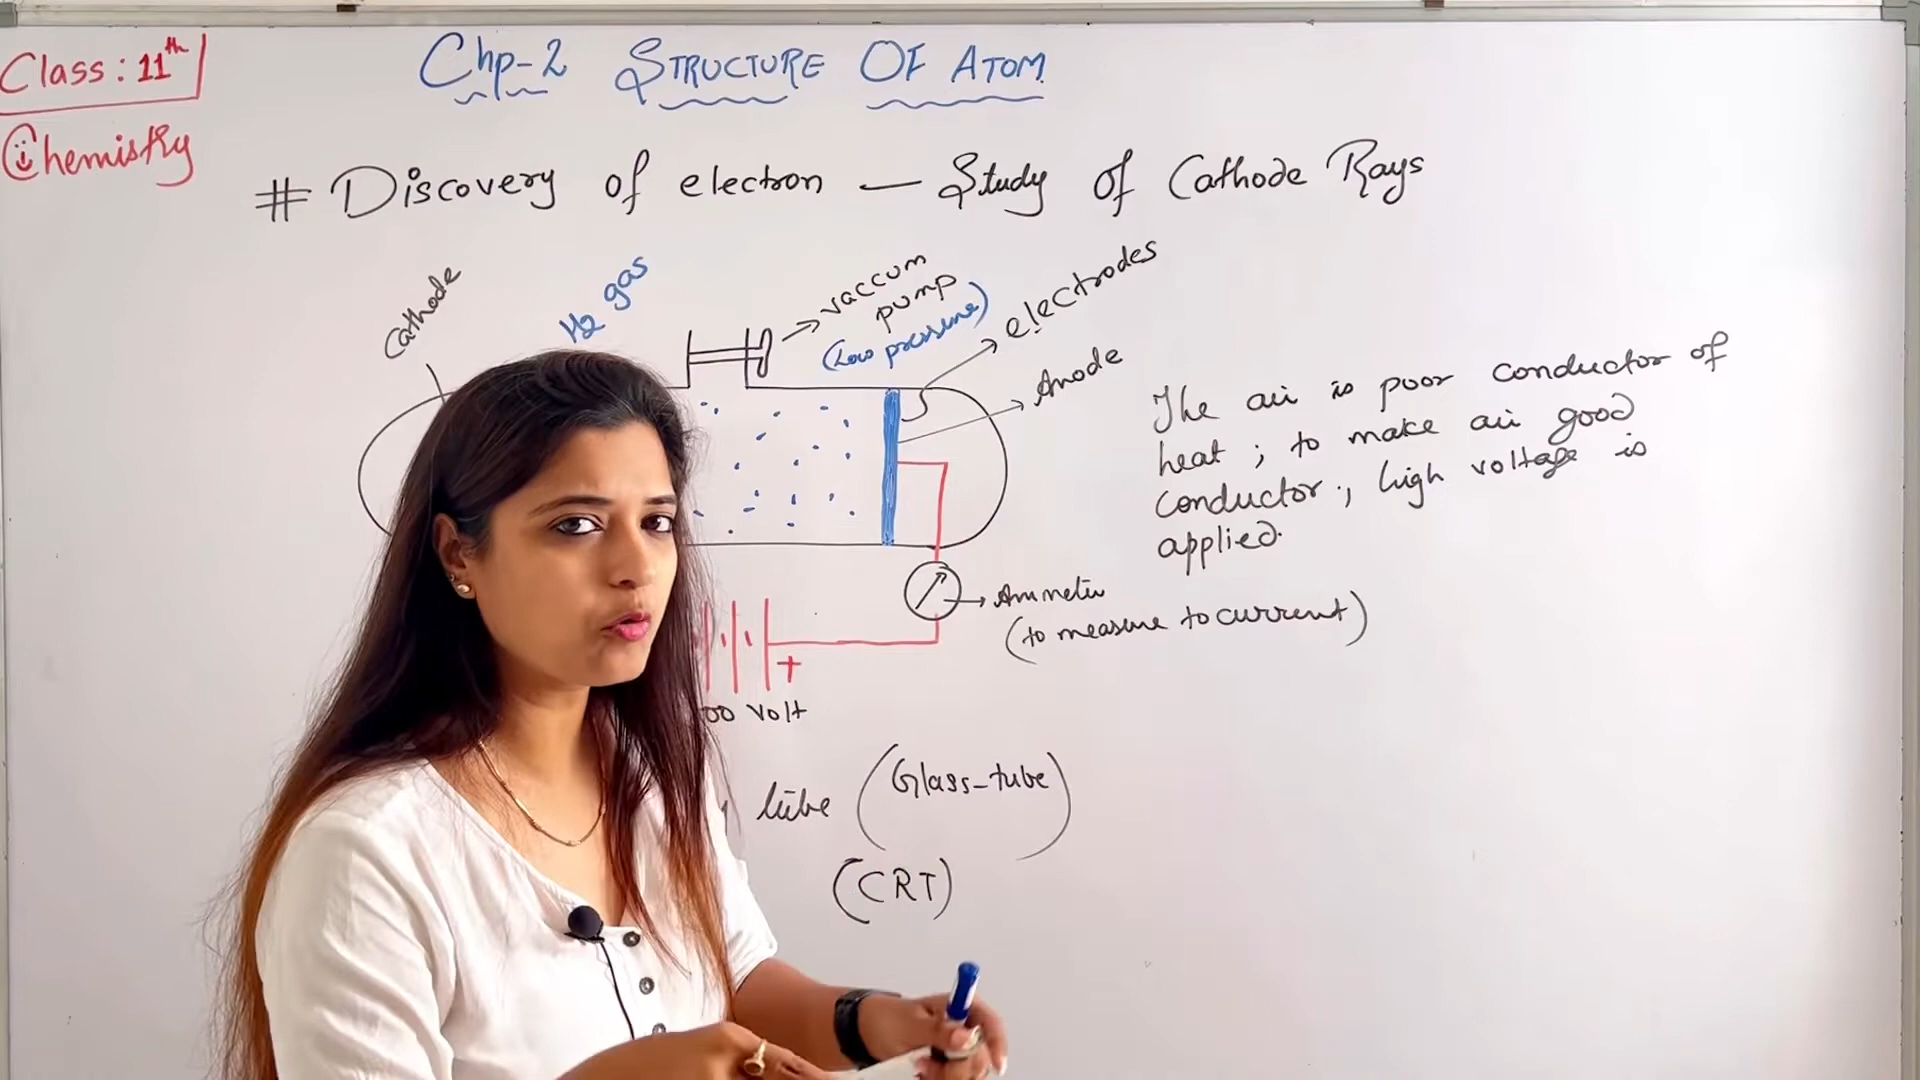 Class : 11th
Chemistry
Chp-2 STRUCTURE OF ATOM
# Discovery of electron — Study of Cathode Rays
Cathode
H2 gas
vaccum
pump
(Low pressure)
electrodes
Anode
The air is poor conductor of
heat ; to make air good
conductor ., high voltage is
applied.
Ammeter
(to measure to current)
+
00 Volt
tube (Glass-tube)
(CRT)